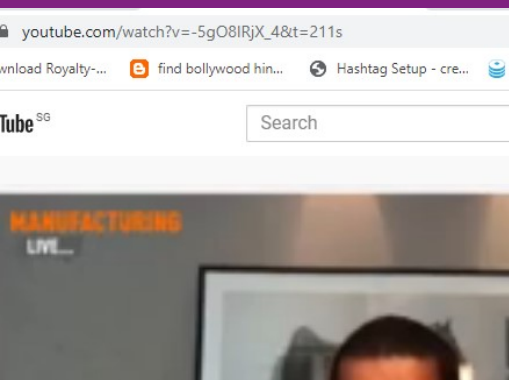 youtube.com/watch?v=-5gO8IRjX_4&t=211s
wnload Royalty-... find bollywood hin... Hashtag Setup - cre...
Tube SG Search
MANUFACTURING
LIVE...